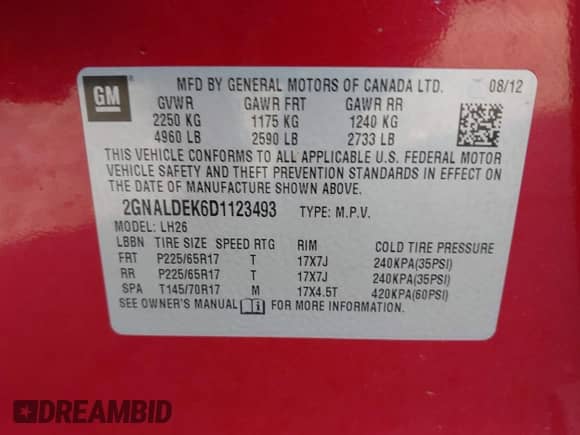 GM
MFD BY GENERAL MOTORS OF CANADA LTD. 08/12
GVWR GAWR FRT GAWR RR
2250 KG 1175 KG 1240 KG
4960 LB 2590 LB 2733 LB
THIS VEHICLE CONFORMS TO ALL APPLICABLE U.S. FEDERAL MOTOR
VEHICLE SAFETY AND THEFT PREVENTION STANDARDS IN EFFECT ON
THE DATE OF MANUFACTURE SHOWN ABOVE.
2GNALDEK6D1123493 TYPE: M.P.V.
MODEL: LH26
LBBN TIRE SIZE SPEED RTG RIM COLD TIRE PRESSURE
FRT P225/65R17 T 17X7J 240KPA(35PSI)
RR P225/65R17 T 17X7J 240KPA(35PSI)
SPA T145/70R17 M 17X4.5T 420KPA(60PSI)
SEE OWNER'S MANUAL FOR MORE INFORMATION.
DREAMBID